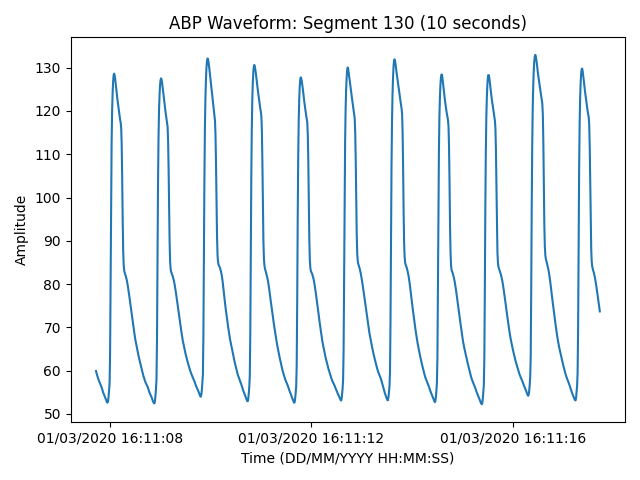 ABP Waveform: Segment 130 (10 seconds)
130
120
110
100
90
80
70
60
50
Amplitude
01/03/2020 16:11:08 01/03/2020 16:11:12 01/03/2020 16:11:16
Time (DD/MM/YYYY HH:MM:SS)